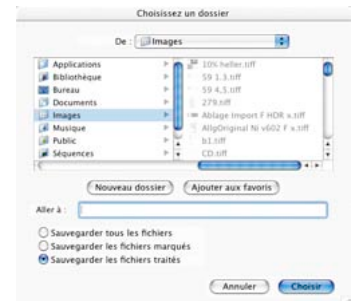 Choisissez un dossier
De : Images
Applications
Bibliothèque
Bureau
Documents
Images
Musique
Public
Séquences
10% heller.tiff
S9 1.3.tiff
S9 4.5.tiff
279.tiff
Ablage Import F HDR x.tiff
AllgOriginal NI v602 F x.tiff
b1.tiff
CD.tiff
Nouveau dossier Ajouter aux favoris
Aller à :
Sauvegarder tous les fichiers
Sauvegarder les fichiers marqués
Sauvegarder les fichiers traités
Annuler Choisir